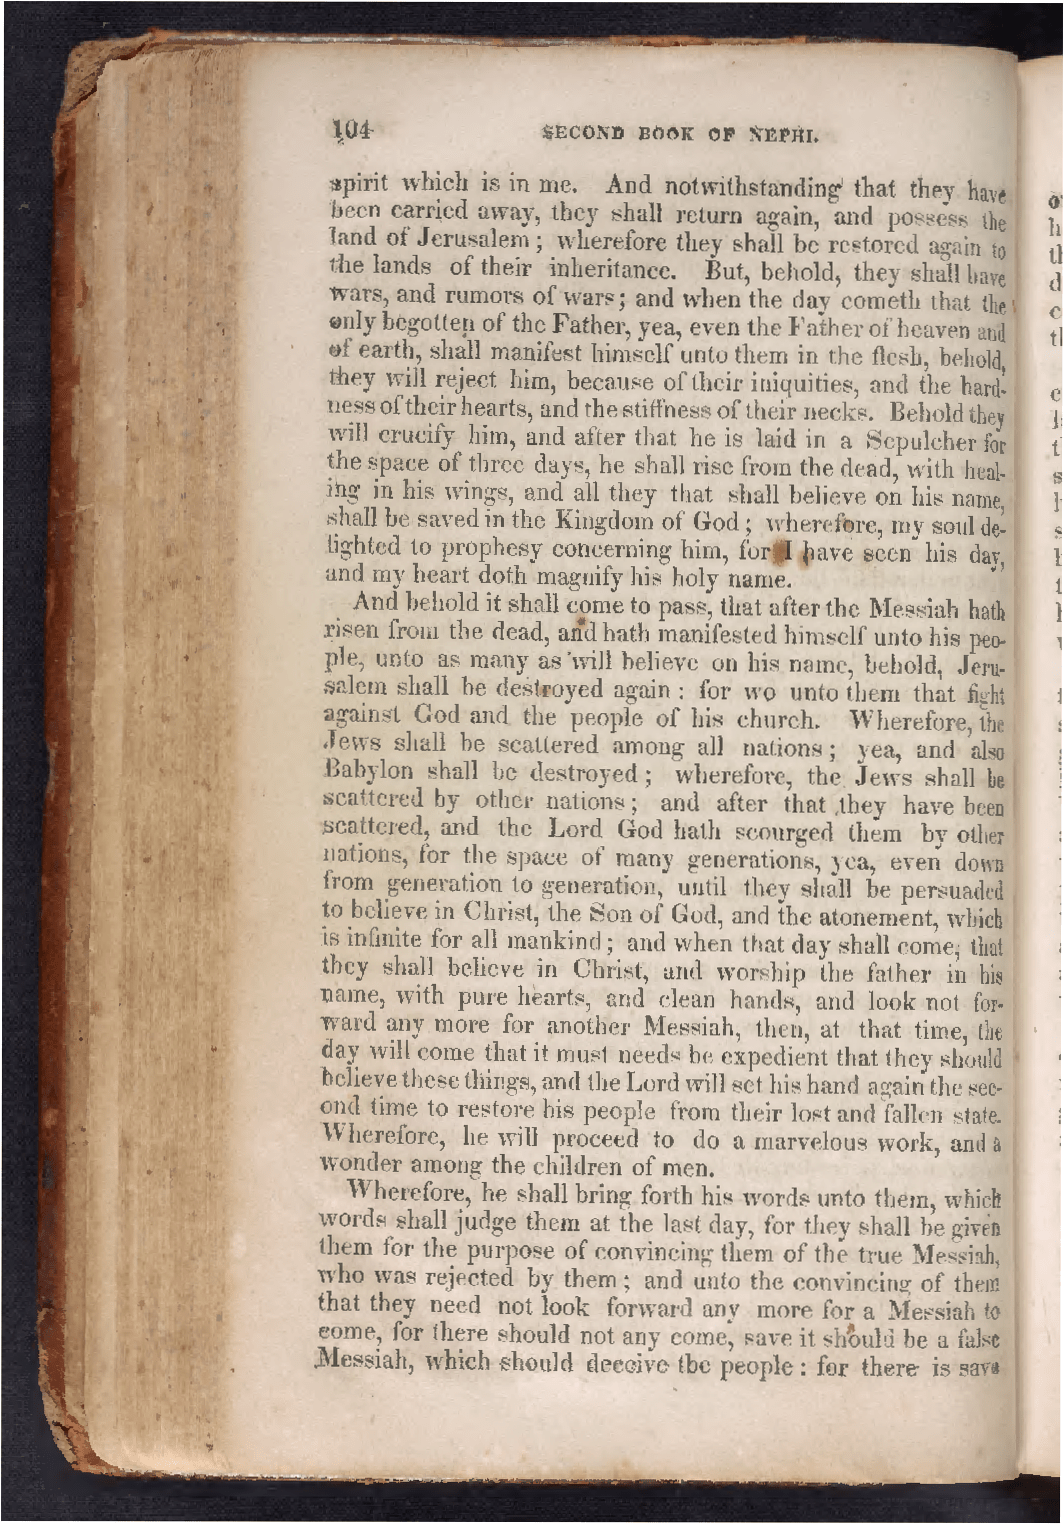 104 SECOND BOOK OF NEPHI.
spirit which is in me. And notwithstanding that they have
been carried away, they shall return again, and possess the
land of Jerusalem; wherefore they shall be restored again to
the lands of their inheritance. But, behold, they shall have
wars, and rumors of wars; and when the day cometh that the
only begotten of the Father, yea, even the Father of heaven and
of earth, shall manifest himself unto them in the flesh, behold,
they will reject him, because of their iniquities, and the hard-
ness of their hearts, and the stiffness of their necks. Behold they
will crucify him, and after that he is laid in a Sepulcher for
the space of three days, he shall rise from the dead, with heal-
ing in his wings, and all they that shall believe on his name,
shall be saved in the Kingdom of God; wherefore, my soul de-
lighted to prophesy concerning him, for I have seen his day,
and my heart doth magnify his holy name.
And behold it shall come to pass, that after the Messiah hath
risen from the dead, and hath manifested himself unto his peo-
ple, unto as many as will believe on his name, behold, Jeru-
salem shall be destroyed again: for wo unto them that fight
against God and the people of his church. Wherefore, the
Jews shall be scattered among all nations; yea, and also
Babylon shall be destroyed; wherefore, the Jews shall be
scattered by other nations; and after that they have been
scattered, and the Lord God hath scourged them by other
nations, for the space of many generations, yea, even down
from generation to generation, until they shall be persuaded
to believe in Christ, the Son of God, and the atonement, which
is infinite for all mankind; and when that day shall come, that
they shall believe in Christ, and worship the father in his
name, with pure hearts, and clean hands, and look not for-
ward any more for another Messiah, then, at that time, the
day will come that it must needs be expedient that they should
believe these things, and the Lord will set his hand again the sec-
ond time to restore his people from their lost and fallen state.
Wherefore, he will proceed to do a marvelous work, and a
wonder among the children of men.
Wherefore, he shall bring forth his words unto them, which
words shall judge them at the last day, for they shall be given
them for the purpose of convincing them of the true Messiah,
who was rejected by them; and unto the convincing of them
that they need not look forward any more for a Messiah to
come, for there should not any come, save it should be a false
Messiah, which should deceive the people: for there is save